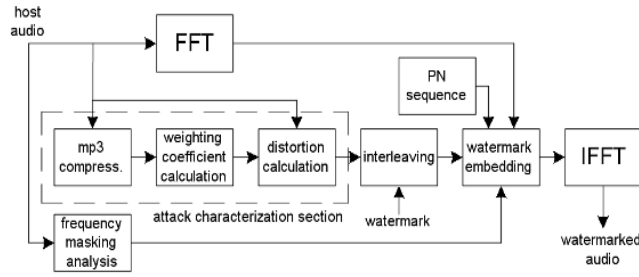 host
audio
FFT
PN
sequence
mp3
compress.
weighting
coefficient
calculation
distortion
calculation
interleaving
watermark
embedding
IFFT
attack characterization section
watermark
frequency
masking
analysis
watermarked
audio